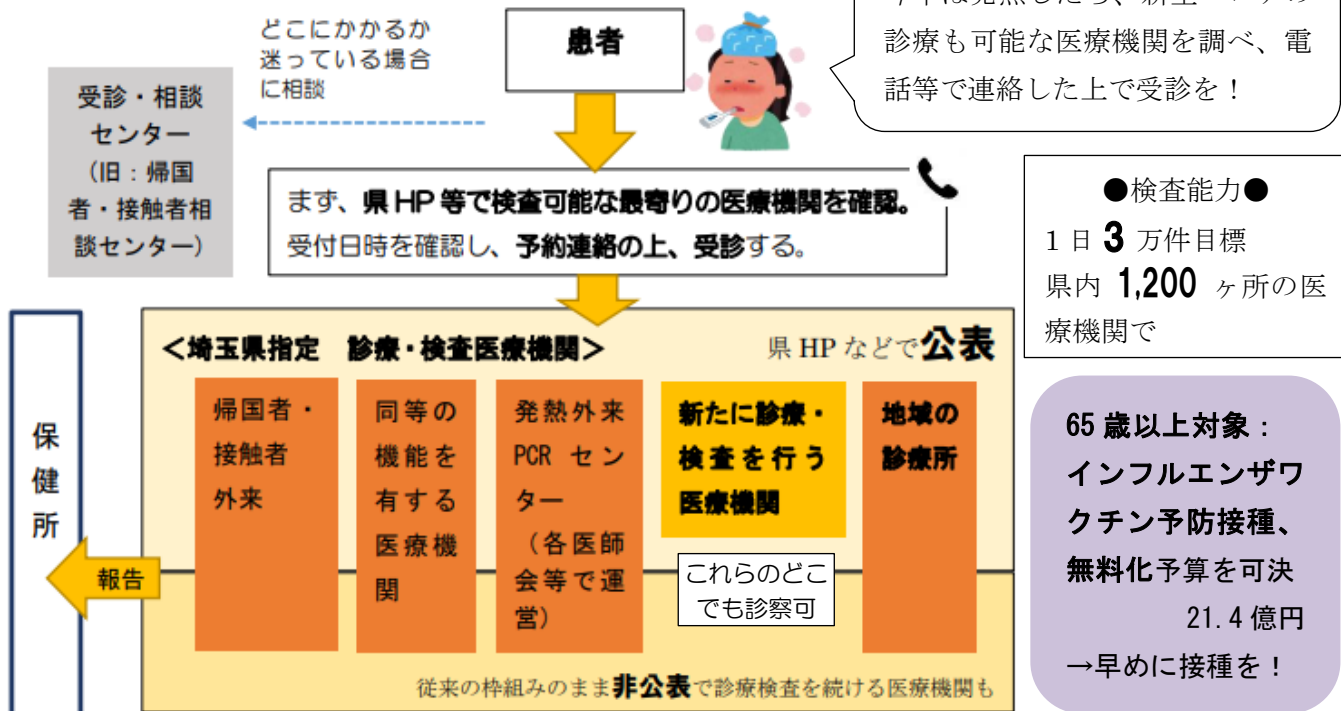 診療も可能な医療機関を調べ、電
話等で連絡した上で受診を！
どこにかかるか
迷っている場合
に相談
患者
受診・相談
センター
（旧：帰国
者・接触者相
談センター）
まず、県HP等で検査可能な最寄りの医療機関を確認。
受付日時を確認し、予約連絡の上、受診する。
●検査能力●
1日 3 万件目標
県内 1,200 ヶ所の医
療機関で
＜埼玉県指定　診療・検査医療機関＞
県 HP などで公表
帰国者・
接触者
外来
同等の
機能を
有する
医療機
関
発熱外来
PCR セン
ター
（各医師
会等で運
営）
新たに診療・
検査を行う
医療機関
これらのどこ
でも診察可
地域の
診療所
従来の枠組みのまま非公表で診療検査を続ける医療機関も
保健所
報告
65 歳以上対象：
インフルエンザワ
クチン予防接種、
無料化予算を可決
21.4 億円
→早めに接種を！